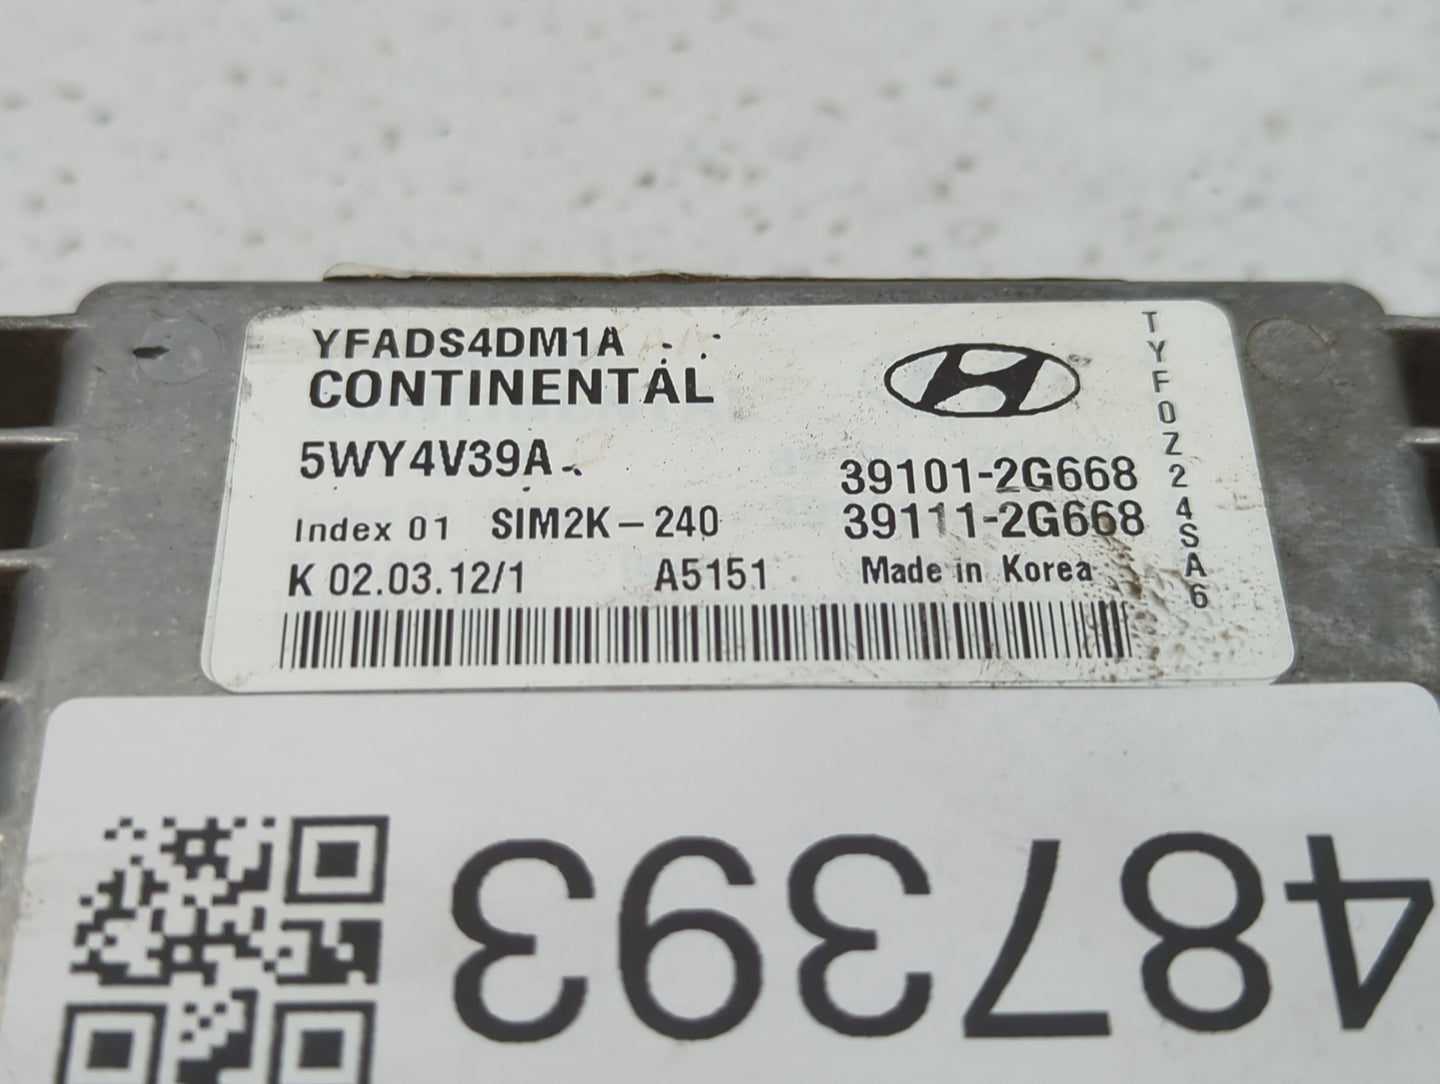 YFADS4DM1A
CONTINENTAL
5WY4V39A
39101-2G668
Index 01 SIM2K-240
39111-2G668
K 02.03.12/1 A5151 Made in Korea
TYF0Z24SA6
487393